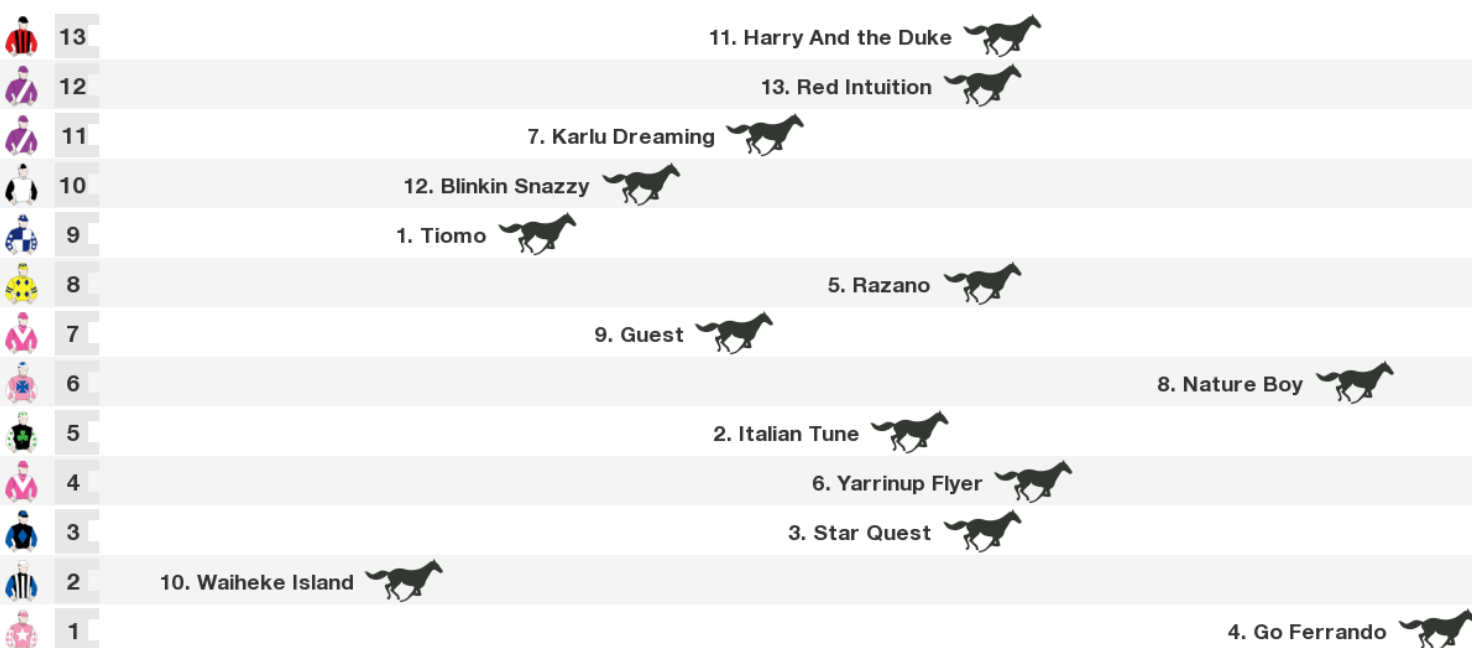 13 11. Harry And the Duke
12 13. Red Intuition
11 7. Karlu Dreaming
10 12. Blinkin Snazzy
9 1. Tiomo
8 5. Razano
7 9. Guest
6 8. Nature Boy
5 2. Italian Tune
4 6. Yarrinup Flyer
3 3. Star Quest
2 10. Waiheke Island
1 4. Go Ferrando